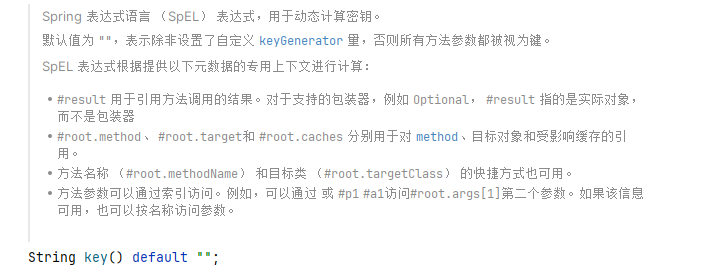 Spring 表达式语言 （SpEL） 表达式，用于动态计算密钥。
默认值为 ""，表示除非设置了自定义 keyGenerator 量，否则所有方法参数都被视为键。
SpEL 表达式根据提供以下元数据的专用上下文进行计算：
• #result 用于引用方法调用的结果。对于支持的包装器，例如 Optional， #result 指的是实际对象，
而不是包装器
• #root.method、 #root.target和 #root.caches 分别用于对 method、目标对象和受影响缓存的引
用。
• 方法名称 （#root.methodName） 和目标类 （#root.targetClass） 的快捷方式也可用。
• 方法参数可以通过索引访问。例如，可以通过 或 #p1 #a1访问#root.args[1]第二个参数。如果该信息
可用，也可以按名称访问参数。
String key() default "";